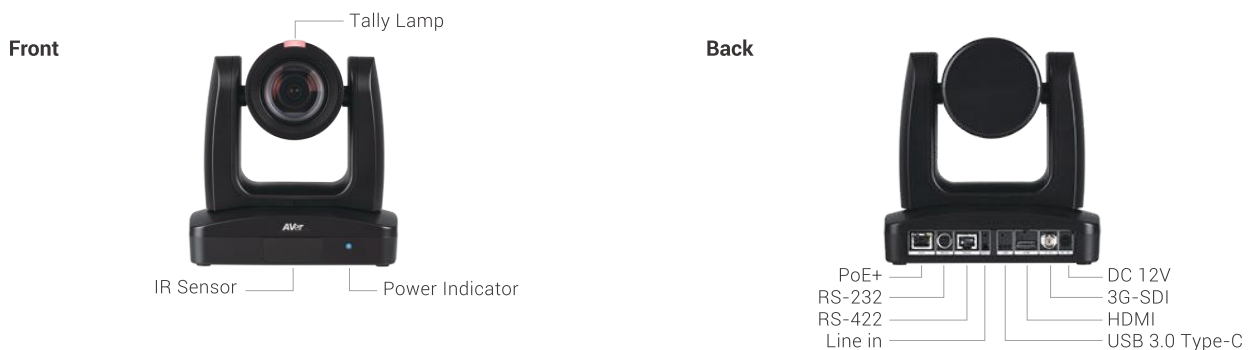 Front
Tally Lamp
AVer
IR Sensor
Power Indicator
Back
PoE+
RS-232
RS-422
Line in
DC 12V
3G-SDI
HDMI
USB 3.0 Type-C